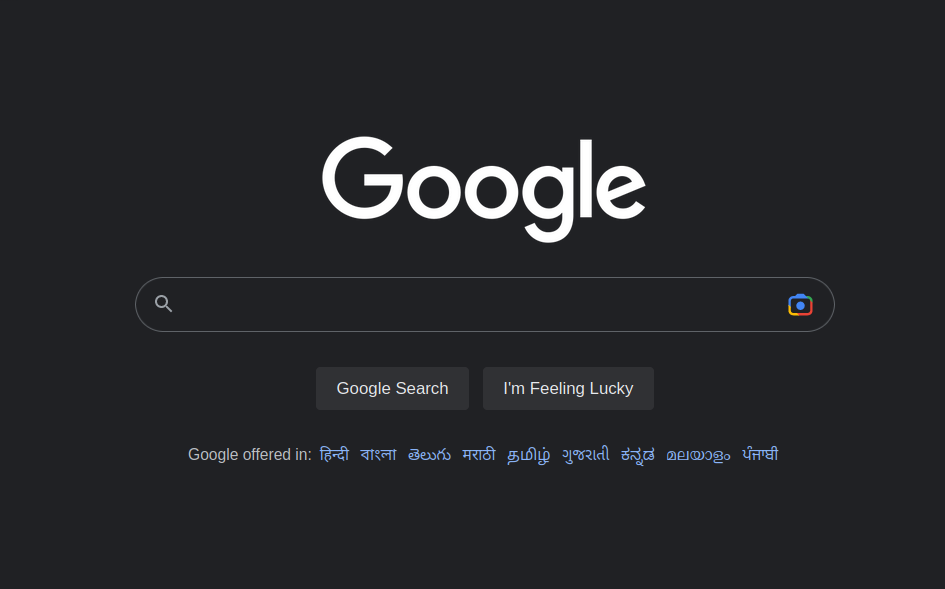 Google
Google Search I'm Feeling Lucky
Google offered in: हिन्दी বাংলা తెలుగు मराठी தமிழ் ગુજરાતી ಕನ್ನಡ മലയാളം ਪੰਜਾਬੀ